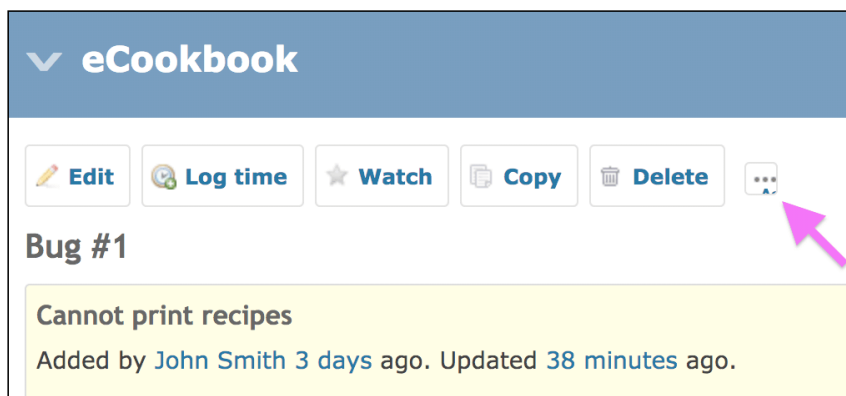 eCookbook
Edit Log time Watch Copy Delete •••
Bug #1
Cannot print recipes
Added by John Smith 3 days ago. Updated 38 minutes ago.